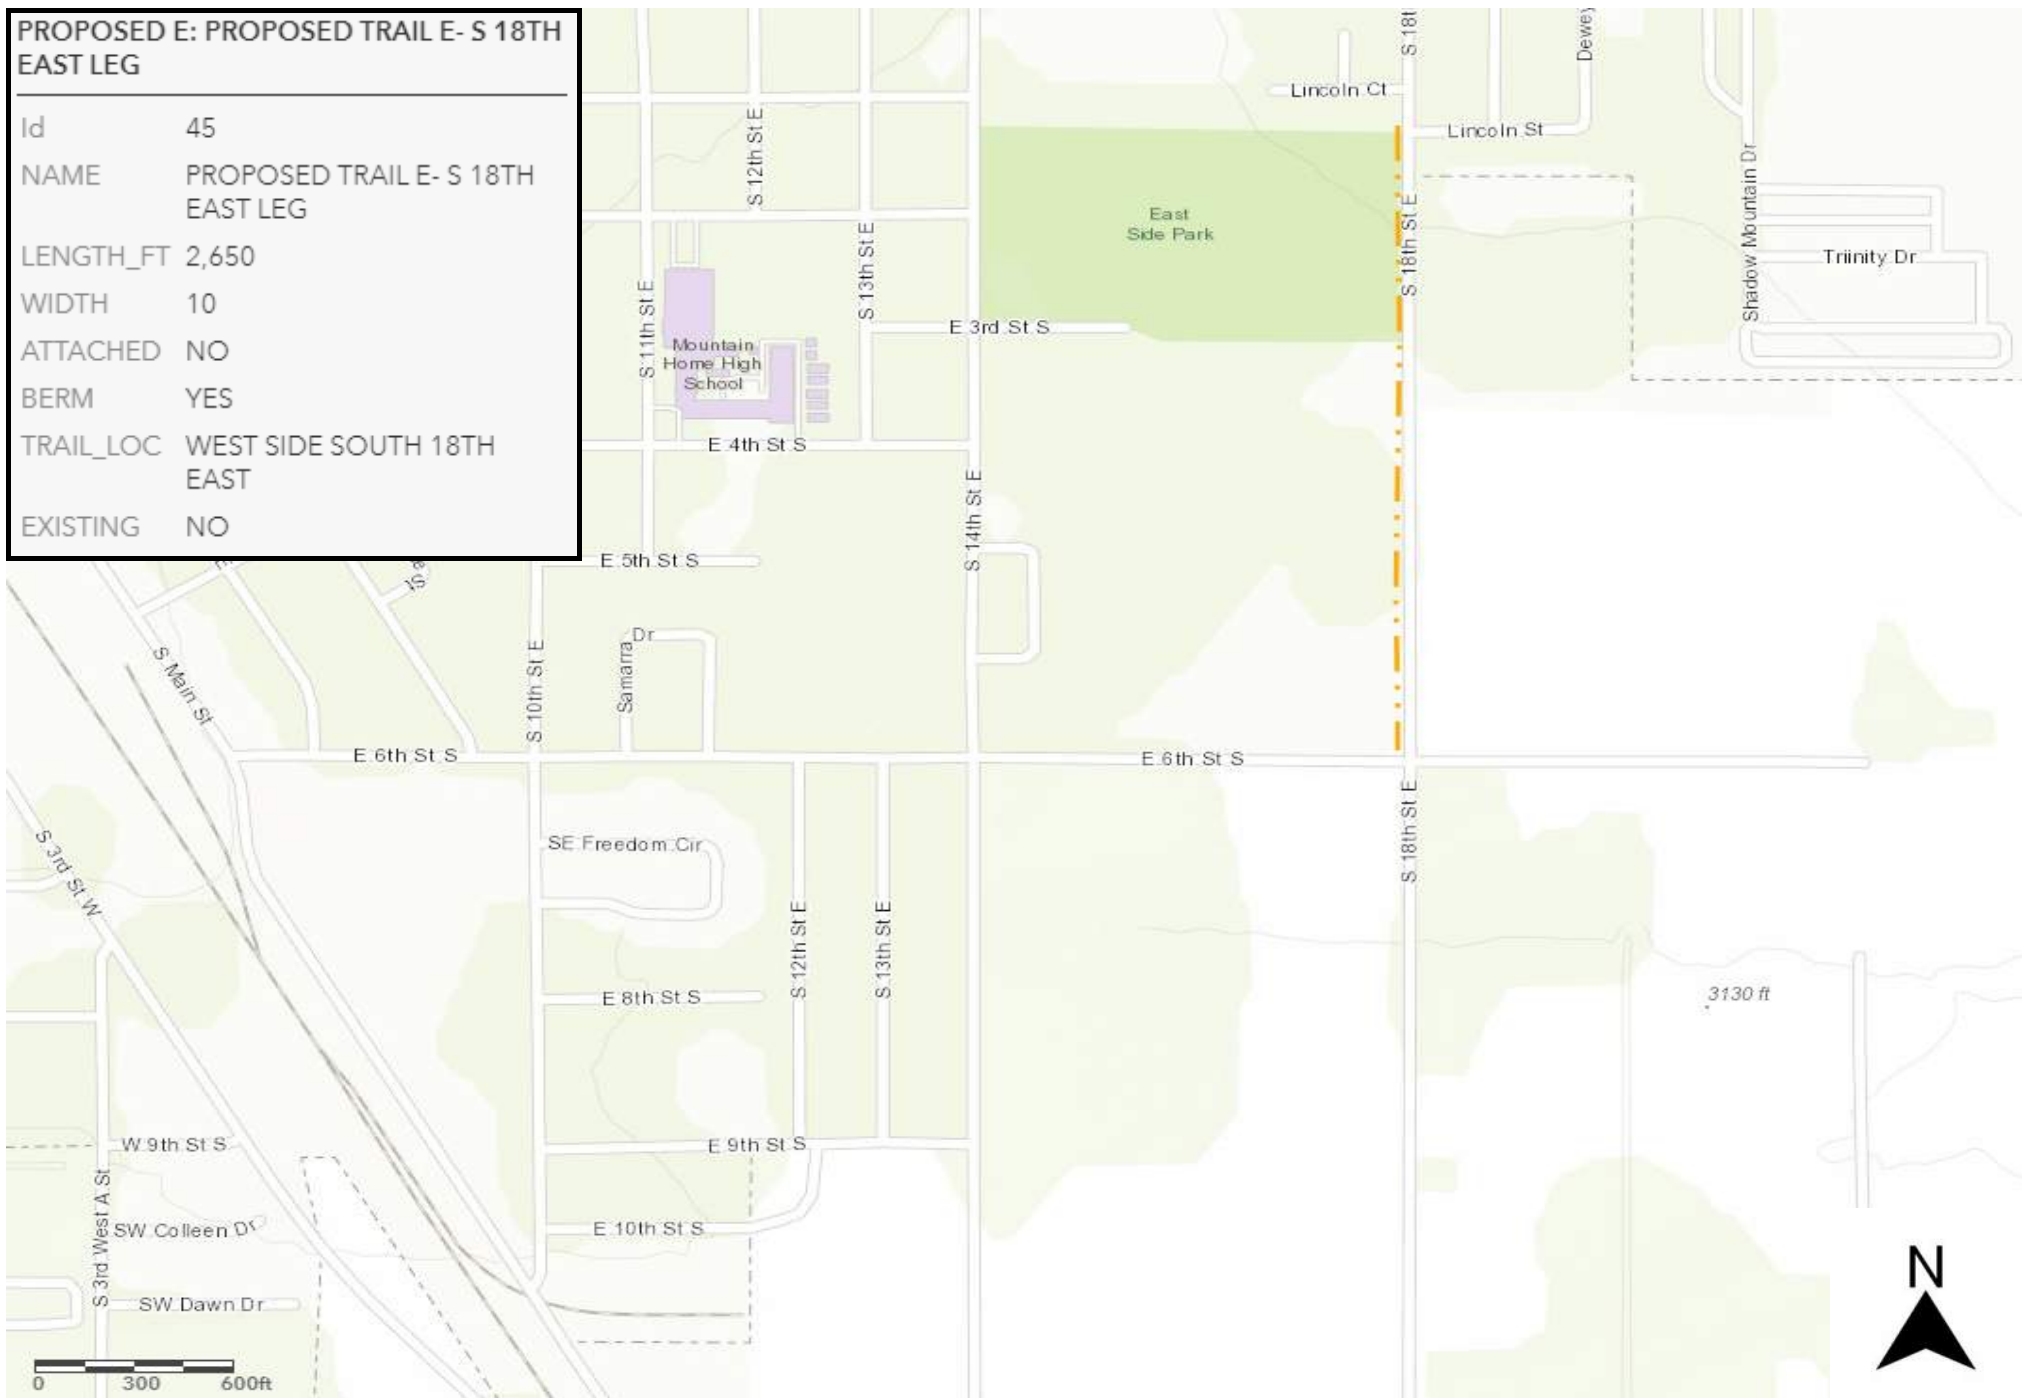 PROPOSED E: PROPOSED TRAIL E- S 18TH
EAST LEG
Id 45
NAME PROPOSED TRAIL E- S 18TH
EAST LEG
LENGTH_FT 2,650
WIDTH 10
ATTACHED NO
BERM YES
TRAIL_LOC WEST SIDE SOUTH 18TH
EAST
EXISTING NO
S 18t
Dewey
Lincoln Ct
Lincoln St
S 12th St E
East
Side Park
S 13th St E
S 18th St E
Shadow Mountain Dr
Triinity Dr
S 11th St E
E 3rd St S
Mountain
Home High
School
E 4th St S
S 14th St E
E 5th St S
S Main St
S 10th St E
Samarra
Dr
E 6th St S
E 6th St S
S 18th St E
S 3rd St W
SE Freedom Cir
S 12th St E
S 13th St E
E 8th St S
3130 ft
W 9th St S
E 9th St S
S 3rd West A St
SW Colleen Dr
E 10th St S
SW Dawn Dr
N
0 300 600ft